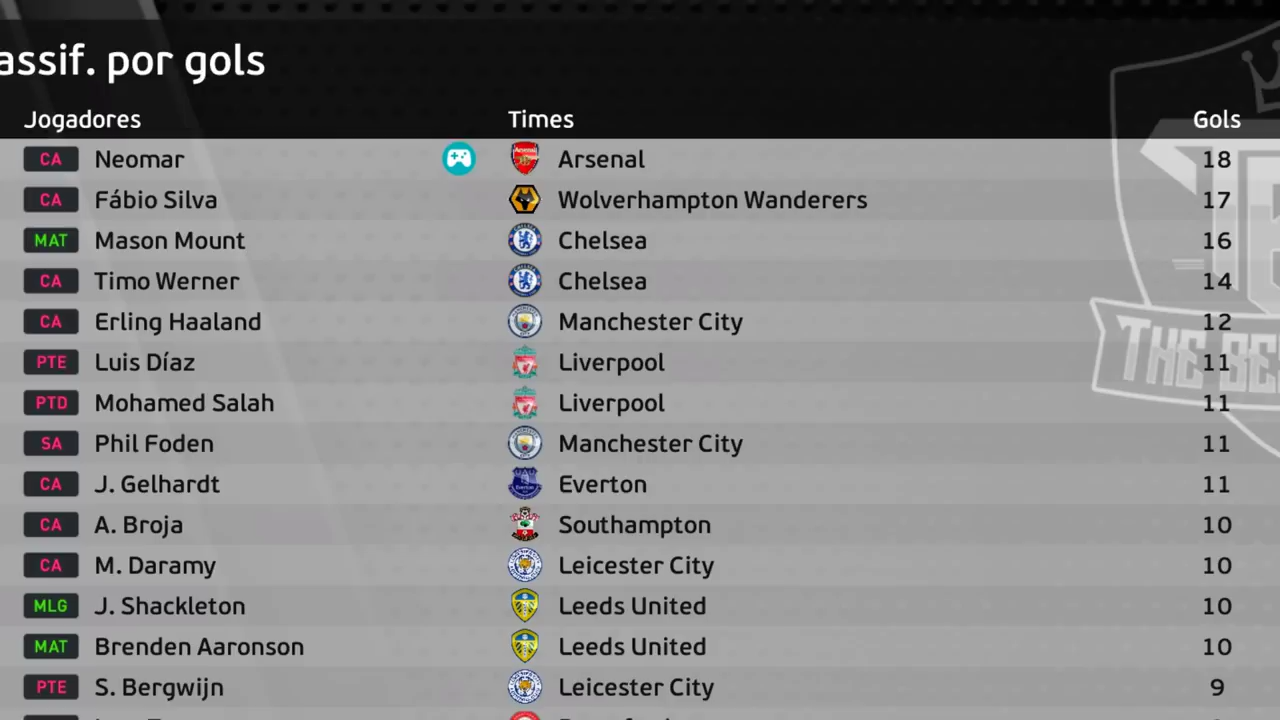 assif. por gols
Jogadores Times Gols
CA Neomar Arsenal 18
CA Fábio Silva Wolverhampton Wanderers 17
MAT Mason Mount Chelsea 16
CA Timo Werner Chelsea 14
CA Erling Haaland Manchester City 12
PTE Luis Díaz Liverpool 11
PTD Mohamed Salah Liverpool 11
SA Phil Foden Manchester City 11
CA J. Gelhardt Everton 11
CA A. Broja Southampton 10
CA M. Daramy Leicester City 10
MLG J. Shackleton Leeds United 10
MAT Brenden Aaronson Leeds United 10
PTE S. Bergwijn Leicester City 9
THE BE